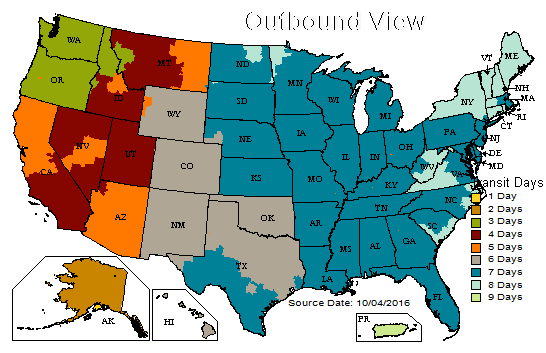 Outbound View
WA
MT
ND
MN
ME
VT
NH
MA
RI
CT
NY
OR
ID
SD
WI
MI
WY
PA
NJ
DE
MD
NV
NE
IA
IL
IN
OH
WV
VA
CA
UT
CO
KS
MO
KY
NC
TN
AZ
NM
OK
AR
SC
MS
AL
GA
TX
LA
FL
AK
HI
PR
ransit Days
1 Day
2 Days
3 Days
4 Days
5 Days
6 Days
7 Days
8 Days
9 Days
Source Date: 10/04/2016